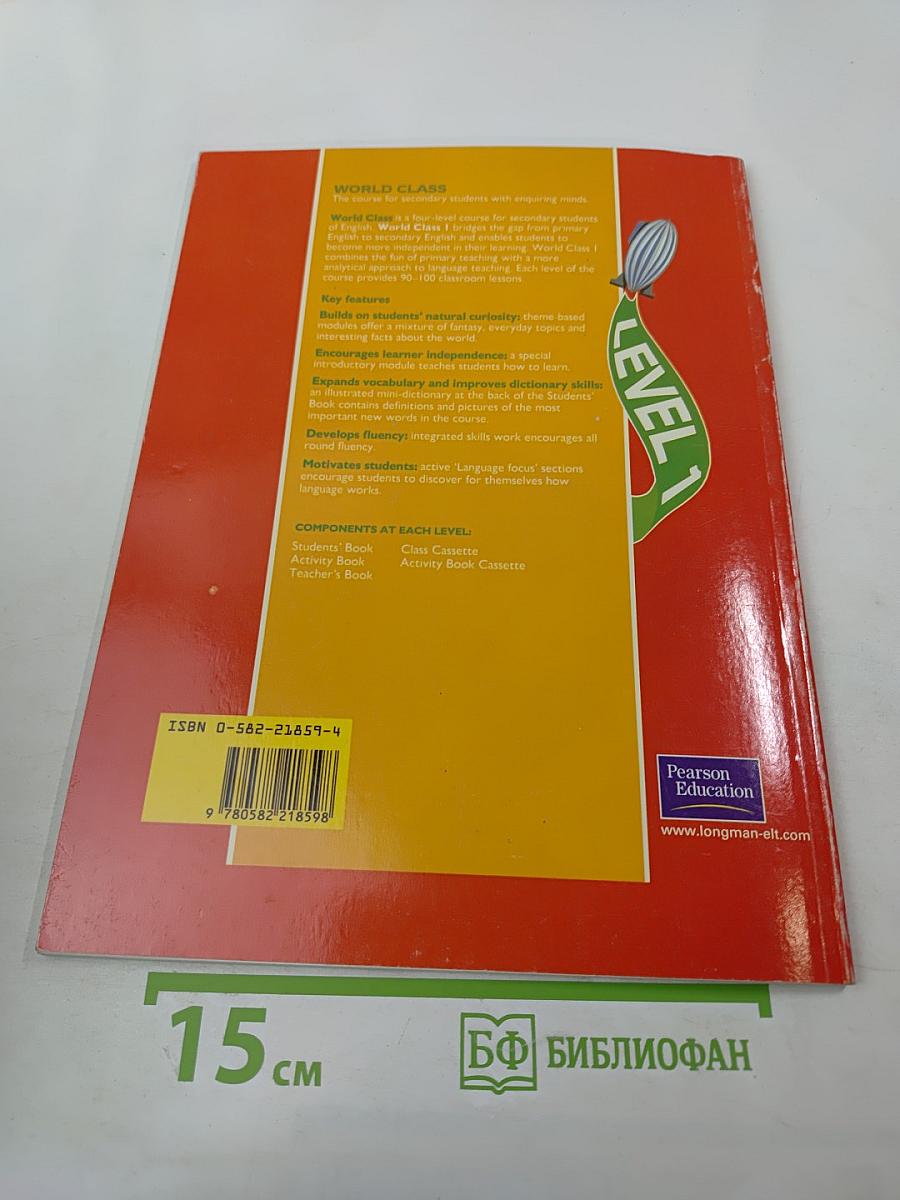 WORLD CLASS
The course for secondary students with enquiring minds.
World Class is a four-level course for secondary students
of English. World Class 1 bridges the gap from primary
English to secondary English and enables students to
become more independent in their learning. World Class 1
combines the fun of primary teaching with a more
analytical approach to language teaching. Each level of the
course provides 90–100 classroom lessons.
Key features
Builds on students' natural curiosity: theme based
modules offer a mixture of fantasy, everyday topics and
interesting facts about the world.
Encourages learner independence: a special
introductory module teaches students how to learn.
Expands vocabulary and improves dictionary skills:
an illustrated mini-dictionary at the back of the Students'
Book contains definitions and pictures of the most
important new words in the course.
Develops fluency: integrated skills work encourages all
round fluency.
Motivates students: active 'Language focus' sections
encourage students to discover for themselves how
language works.
COMPONENTS AT EACH LEVEL:
Students' Book Class Cassette
Activity Book Activity Book Cassette
Teacher's Book
LEVEL 1
ISBN 0-582-21859-4
9 780582 218598
Pearson
Education
www.longman-elt.com
15 см
БФ БИБЛИОФАН